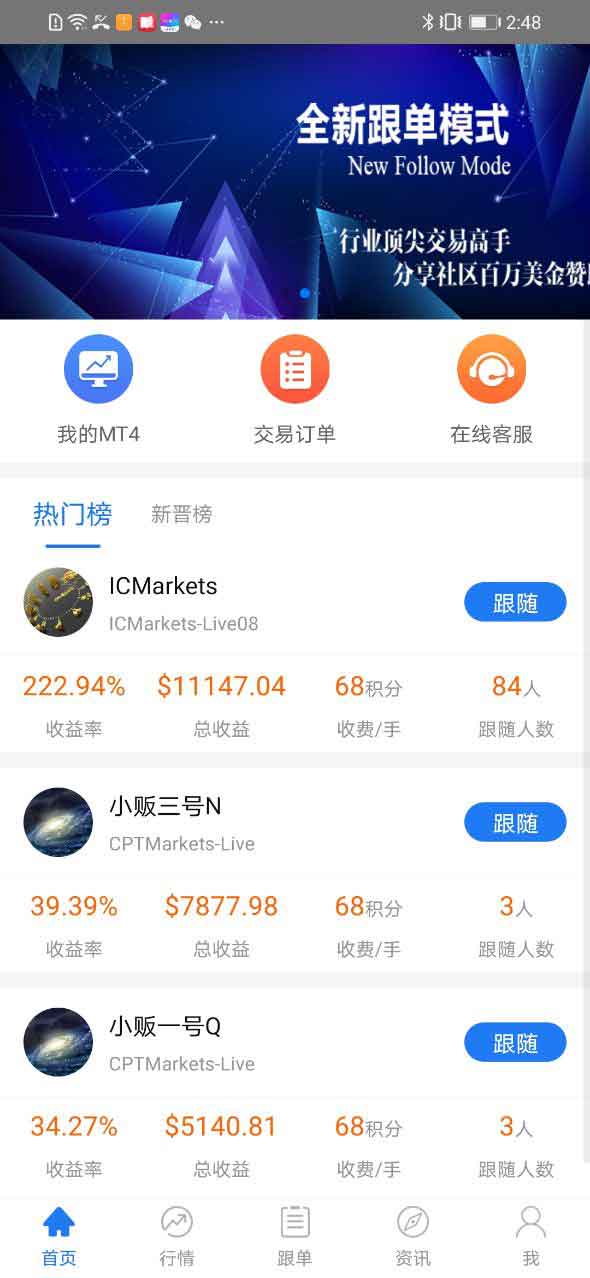 2:48
全新跟单模式
New Follow Mode
行业顶尖交易高手
分享社区百万美金赞
我的MT4 交易订单 在线客服
热门榜 新晋榜
ICMarkets
ICMarkets-Live08
跟随
222.94% $11147.04 68积分 84人
收益率 总收益 收费/手 跟随人数
小贩三号N
CPTMarkets-Live
跟随
39.39% $7877.98 68积分 3人
收益率 总收益 收费/手 跟随人数
小贩一号Q
CPTMarkets-Live
跟随
34.27% $5140.81 68积分 3人
收益率 总收益 收费/手 跟随人数
首页 行情 跟单 资讯 我